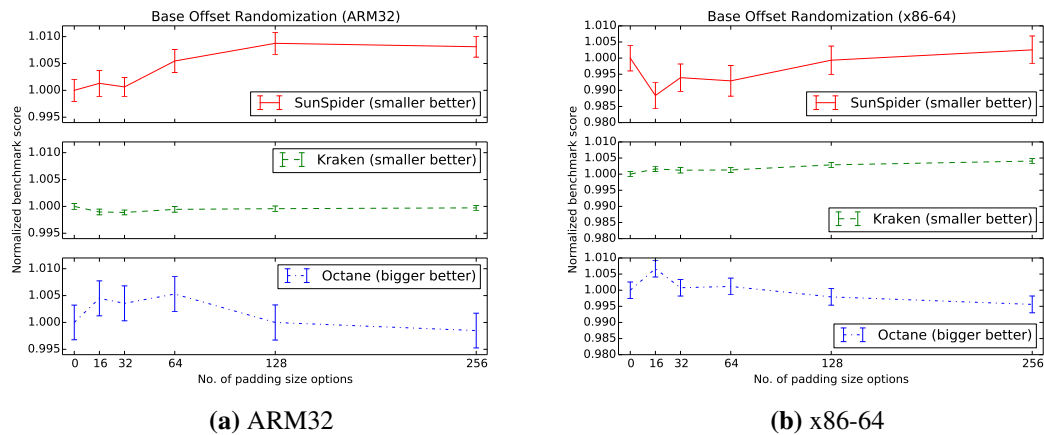 Base Offset Randomization (ARM32)
1.010
1.005
1.000
0.995
SunSpider (smaller better)
Normalized benchmark score
1.010
1.005
1.000
0.995
Kraken (smaller better)
1.010
1.005
1.000
0.995
Octane (bigger better)
0 16 32 64 128 256
No. of padding size options
(a) ARM32
Base Offset Randomization (x86-64)
1.010
1.005
1.000
0.995
0.990
0.985
0.980
SunSpider (smaller better)
Normalized benchmark score
1.010
1.005
1.000
0.995
0.990
0.985
0.980
Kraken (smaller better)
1.010
1.005
1.000
0.995
0.990
0.985
0.980
Octane (bigger better)
0 16 32 64 128 256
No. of padding size options
(b) x86-64